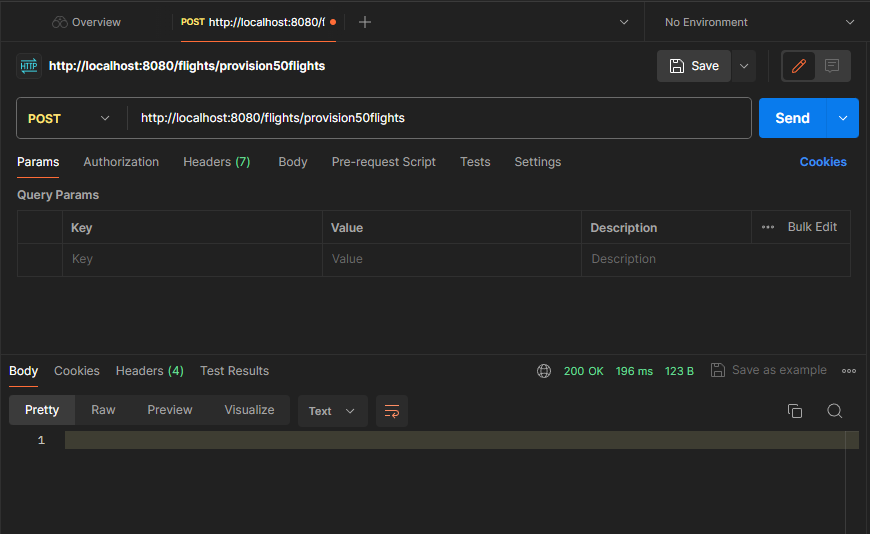 Overview POST http://localhost:8080/f No Environment
HTTP http://localhost:8080/flights/provision50flights Save
POST http://localhost:8080/flights/provision50flights Send
Params Authorization Headers (7) Body Pre-request Script Tests Settings Cookies
Query Params
Key Value Description Bulk Edit
Key Value Description
Body Cookies Headers (4) Test Results 200 OK 196 ms 123 B Save as example
Pretty Raw Preview Visualize Text
1